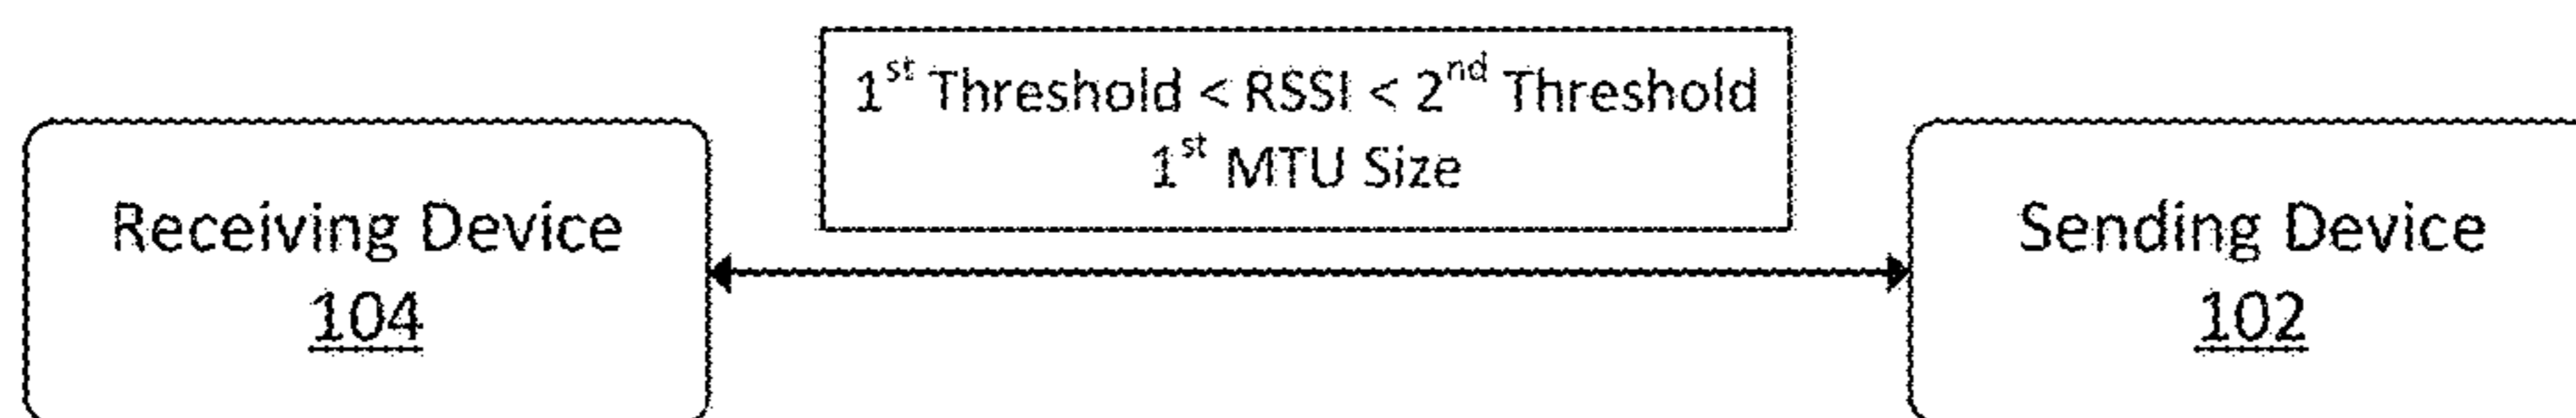 1st Threshold < RSSI < 2nd Threshold
1st MTU Size
Receiving Device
104
Sending Device
102